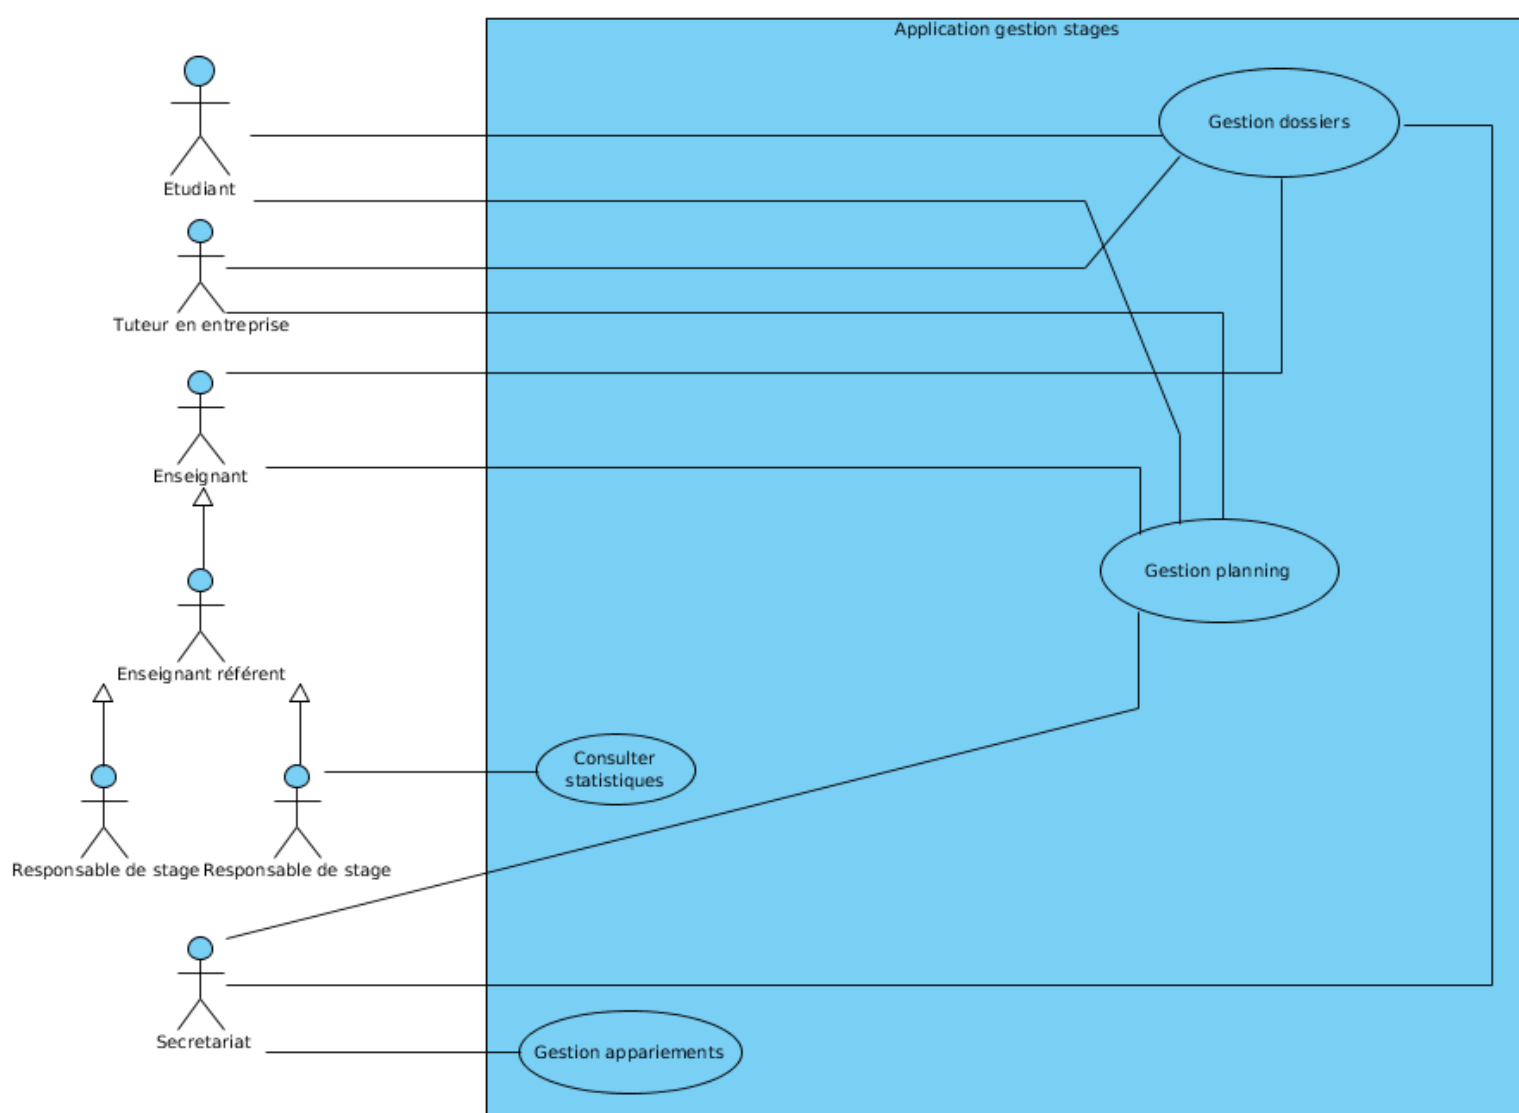 Application gestion stages
Gestion dossiers
Etudiant
Tuteur en entreprise
Enseignant
Gestion planning
Enseignant référent
Consulter
statistiques
Responsable de stage
Responsable de stage
Secretariat
Gestion appariements